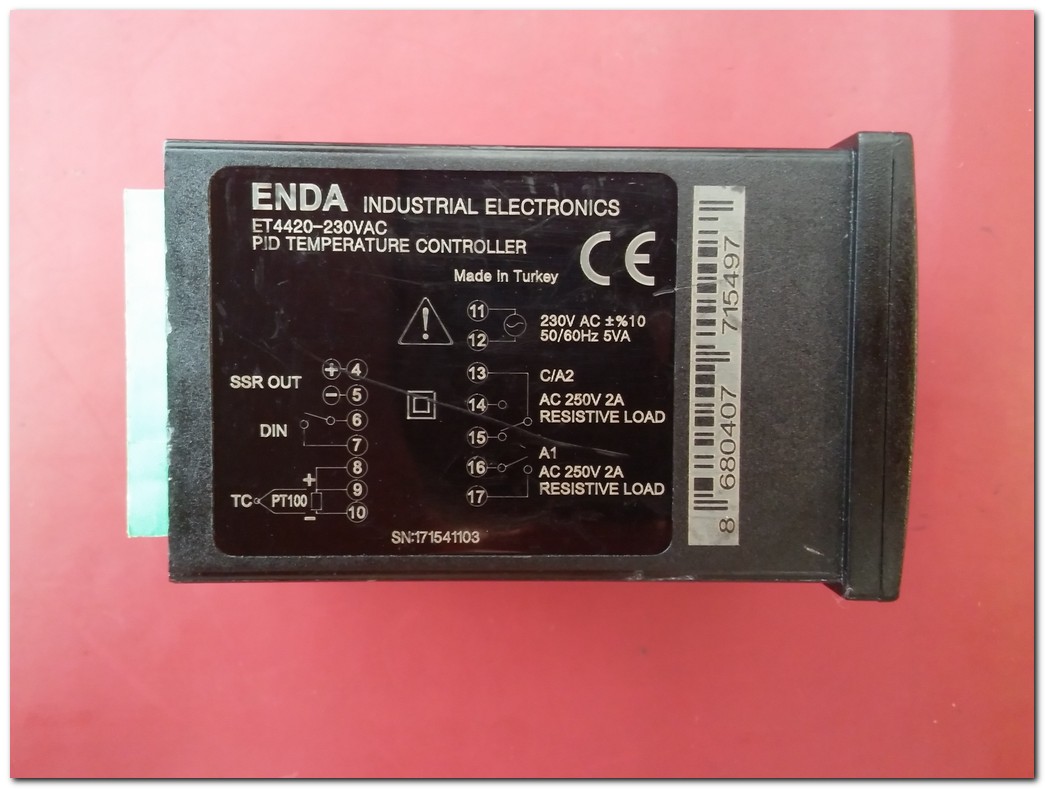 ENDA INDUSTRIAL ELECTRONICS
ET4420-230VAC
PID TEMPERATURE CONTROLLER
CE
Made in Turkey
11
12
230V AC ±%10
50/60Hz 5VA
SSR OUT
+ 4
- 5
DIN
6
7
8
+
TC PT100 9
- 10
13 C/A2
14 AC 250V 2A
RESISTIVE LOAD
15
A1
16 AC 250V 2A
RESISTIVE LOAD
17
SN:171541103
8 680407 715497